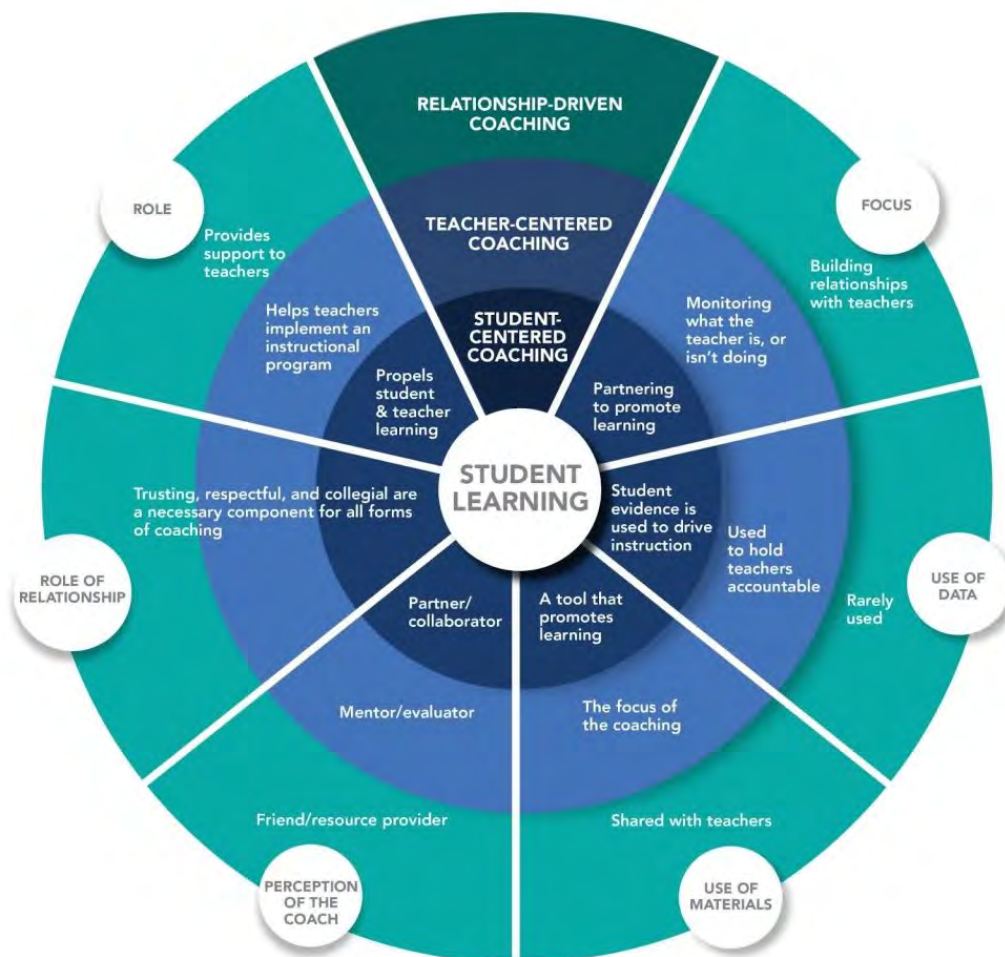 RELATIONSHIP-DRIVEN
COACHING
TEACHER-CENTERED
COACHING
STUDENT-
CENTERED
COACHING
STUDENT
LEARNING
FOCUS
Building
relationships
with teachers
Monitoring
what the
teacher is, or
isn't doing
Partnering
to promote
learning
USE OF
DATA
Rarely
used
Used
to hold
teachers
accountable
Student
evidence is
used to drive
instruction
USE OF
MATERIALS
Shared with teachers
The focus of
the coaching
A tool that
promotes
learning
PERCEPTION
OF THE
COACH
Friend/resource provider
Mentor/evaluator
Partner/
collaborator
ROLE OF
RELATIONSHIP
Trusting, respectful, and collegial are
a necessary component for all forms
of coaching
ROLE
Provides
support to
teachers
Helps teachers
implement an
instructional
program
Propels
student
& teacher
learning